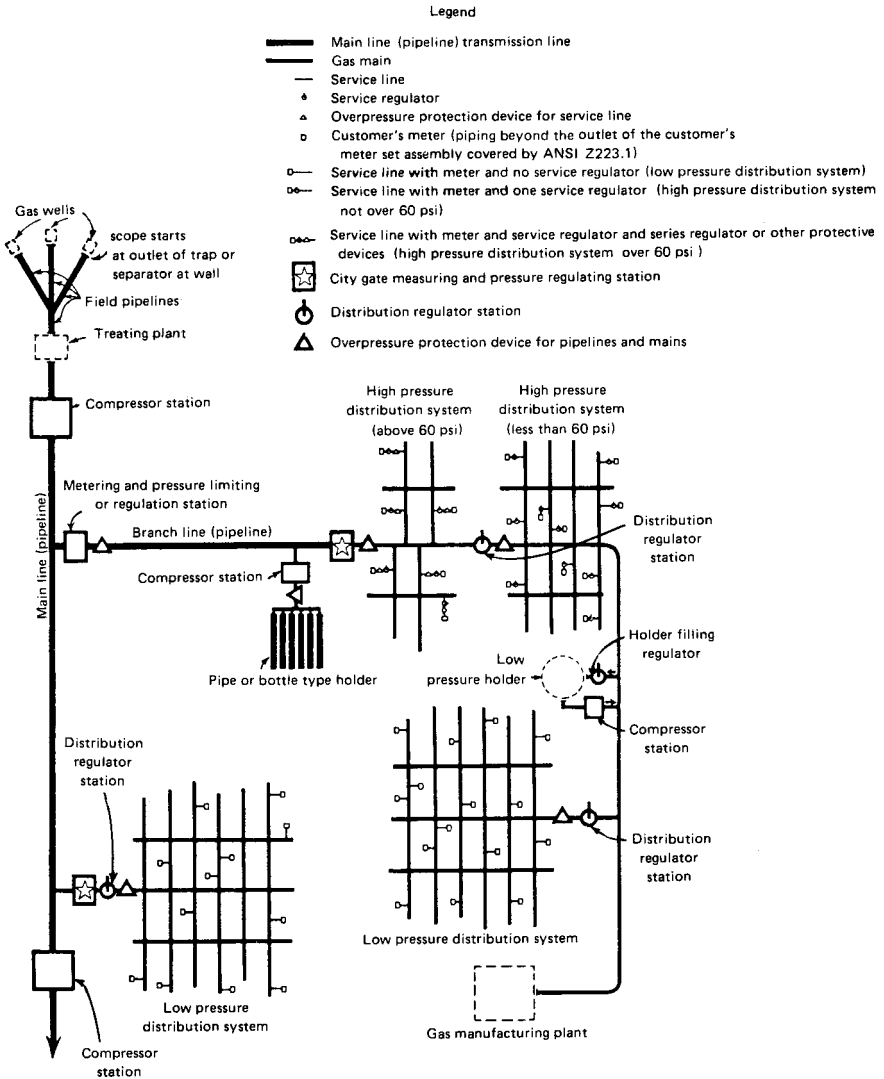 Legend
Main line (pipeline) transmission line
Gas main
Service line
Service regulator
Overpressure protection device for service line
Customer's meter (piping beyond the outlet of the customer's
meter set assembly covered by ANSI Z223.1)
Service line with meter and no service regulator (low pressure distribution system)
Service line with meter and one service regulator (high pressure distribution system
not over 60 psi)
Service line with meter and service regulator and series regulator or other protective
devices (high pressure distribution system over 60 psi)
City gate measuring and pressure regulating station
Distribution regulator station
Overpressure protection device for pipelines and mains
Gas wells
scope starts
at outlet of trap or
separator at wall
Field pipelines
Treating plant
Compressor station
Main line (pipeline)
Metering and pressure limiting
or regulation station
Branch line (pipeline)
Compressor station
Pipe or bottle type holder
High pressure
distribution system
(above 60 psi)
High pressure
distribution system
(less than 60 psi)
Distribution
regulator
station
Holder filling
regulator
Low
pressure holder
Compressor
station
Distribution
regulator
station
Low pressure distribution system
Gas manufacturing plant
Distribution
regulator
station
Low pressure
distribution system
Compressor
station